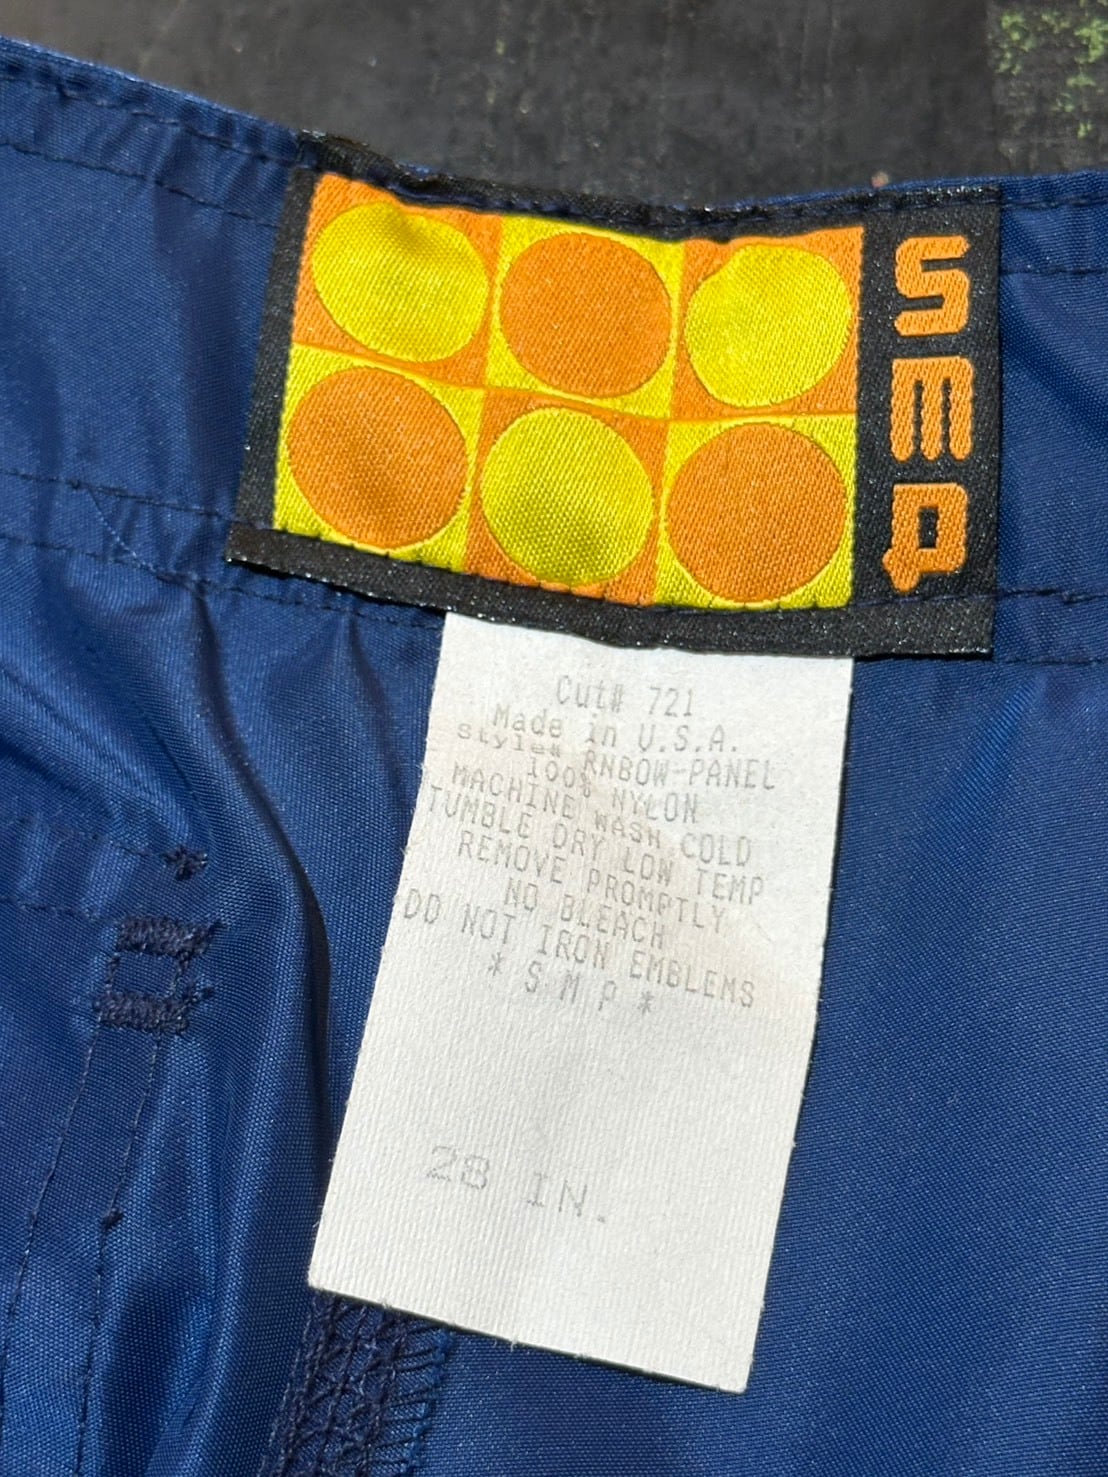 smp
Cut# 721
Made in U.S.A.
Style# RNBOW-PANEL
100% NYLON
MACHINE WASH COLD
TUMBLE DRY LOW TEMP
REMOVE PROMPTLY
NO BLEACH
DO NOT IRON EMBLEMS
* S M p *
28 IN.